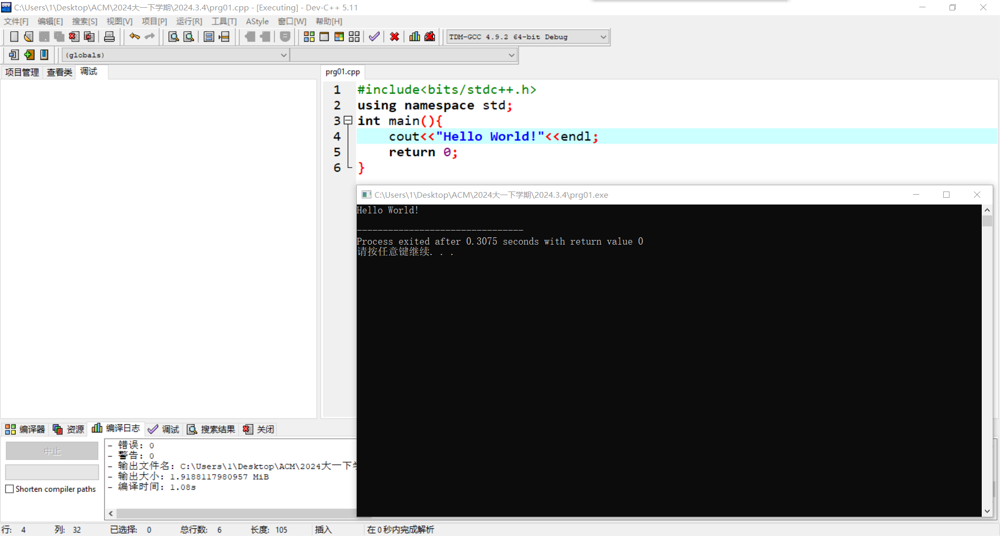 C:\Users\1\Desktop\ACM\2024大一下学期\2024.3.4\prg01.cpp - [Executing] - Dev-C++ 5.11
文件[F] 编辑[E] 搜索[S] 视图[V] 项目[P] 运行[R] 工具[T] AStyle 窗口[W] 帮助[H]
TDM-GCC 4.9.2 64-bit Debug
(globals)
项目管理 查看类 调试
prg01.cpp
1 #include<bits/stdc++.h>
2 using namespace std;
3 int main(){
4 cout<<"Hello World!"<<endl;
5 return 0;
6 }
C:\Users\1\Desktop\ACM\2024大一下学期\2024.3.4\prg01.exe
Hello World!
--------------------------------
Process exited after 0.3075 seconds with return value 0
请按任意键继续. . .
编译器 资源 编译日志 调试 搜索结果 关闭
中止
Shorten compiler paths
- 错误: 0
- 警告: 0
- 输出文件名: C:\Users\1\Desktop\ACM\2024大一下学
- 输出大小: 1.9188117980957 MiB
- 编译时间: 1.08s
行: 4 列: 32 已选择: 0 总行数: 6 长度: 105 插入 在 0 秒内完成解析